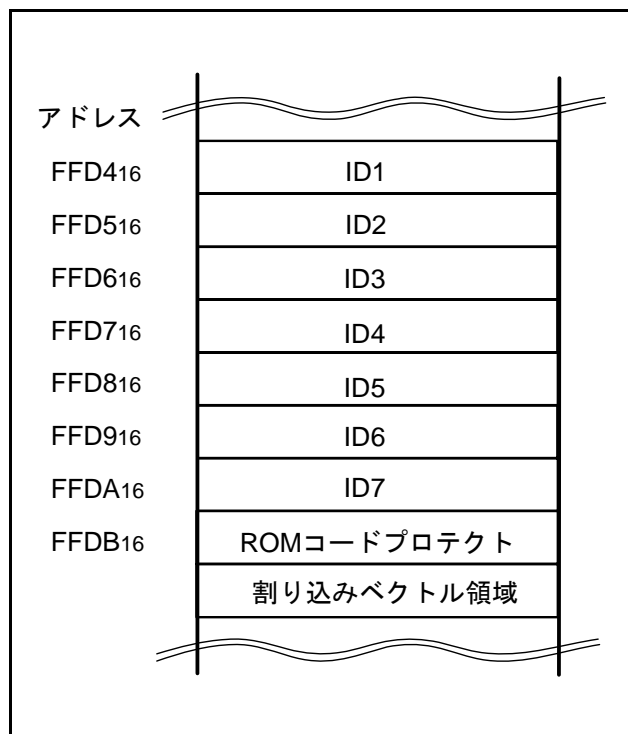 アドレス
FFD416 ID1
FFD516 ID2
FFD616 ID3
FFD716 ID4
FFD816 ID5
FFD916 ID6
FFDA16 ID7
FFDB16 ROMコードプロテクト
割り込みベクトル領域